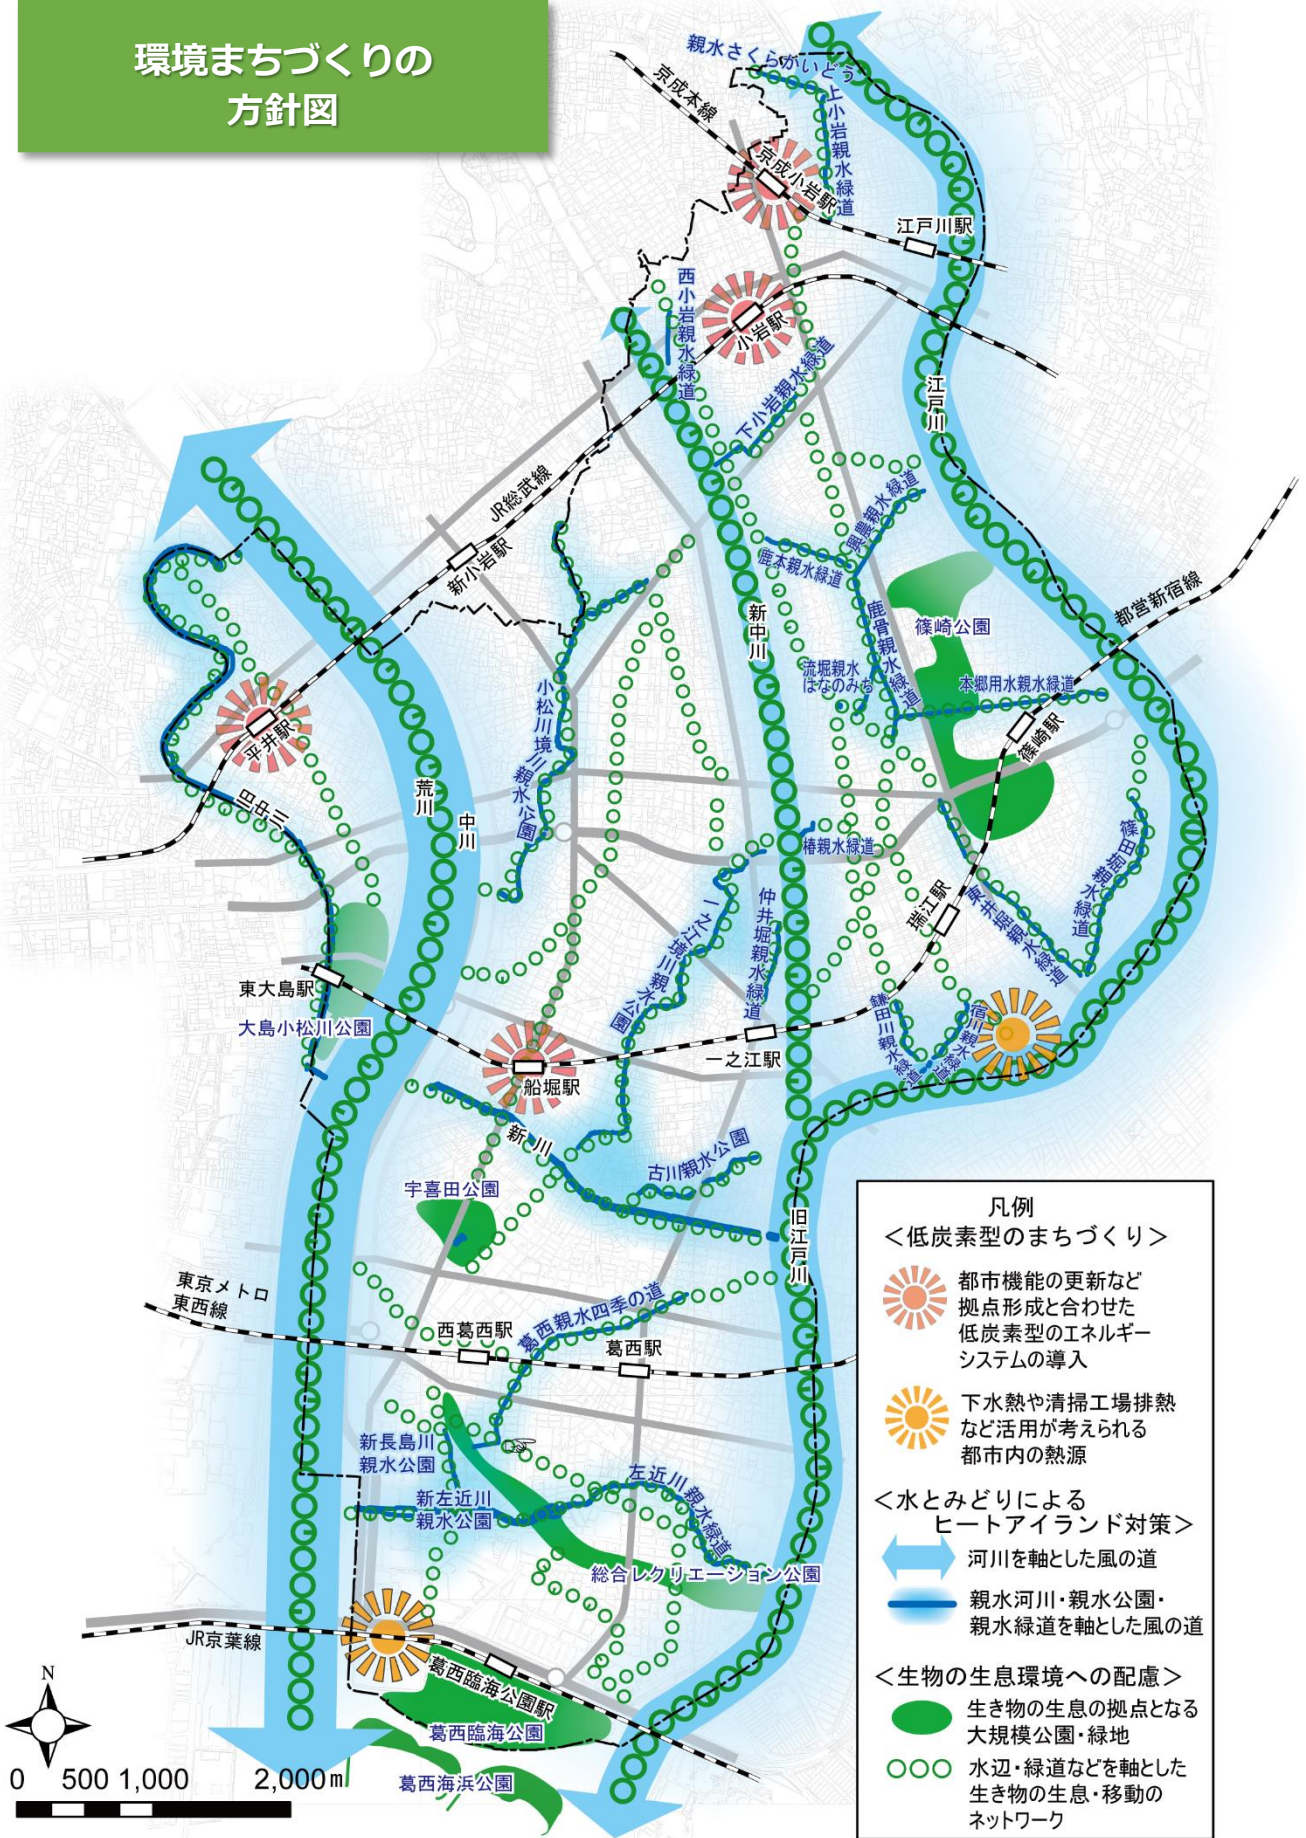 環境まちづくりの
方針図
親水さくらかいどう
京成本線
上小岩親水緑道
京成小岩駅
江戸川駅
西小岩親水緑道
小岩駅
下小岩親水緑道
江戸川
JR総武線
新小岩駅
興農親水緑道
鹿本親水緑道
都営新宿線
新中川
鹿骨親水緑道
篠崎公園
流堀親水
はなのみち
本郷用水親水緑道
小松川境川親水公園
平井駅
篠崎駅
旧中川
荒川
中川
椿親水緑道
篠田堀親水緑道
一之江境川親水公園
仲井堀親水緑道
瑞江駅
東井堀親水緑道
東大島駅
大島小松川公園
鎌田川親水緑道
宿川親水緑道
一之江駅
船堀駅
新川
古川親水公園
宇喜田公園
旧江戸川
東京メトロ
東西線
葛西親水四季の道
西葛西駅
葛西駅
新長島川
親水公園
新左近川
親水公園
左近川親水緑道
総合レクリエーション公園
JR京葉線
葛西臨海公園駅
葛西臨海公園
葛西海浜公園
N
0 500 1,000 2,000m
凡例
＜低炭素型のまちづくり＞
都市機能の更新など
拠点形成と合わせた
低炭素型のエネルギー
システムの導入
下水熱や清掃工場排熱
など活用が考えられる
都市内の熱源
＜水とみどりによる
ヒートアイランド対策＞
河川を軸とした風の道
親水河川・親水公園・
親水緑道を軸とした風の道
＜生物の生息環境への配慮＞
生き物の生息の拠点となる
大規模公園・緑地
水辺・緑道などを軸とした
生き物の生息・移動の
ネットワーク